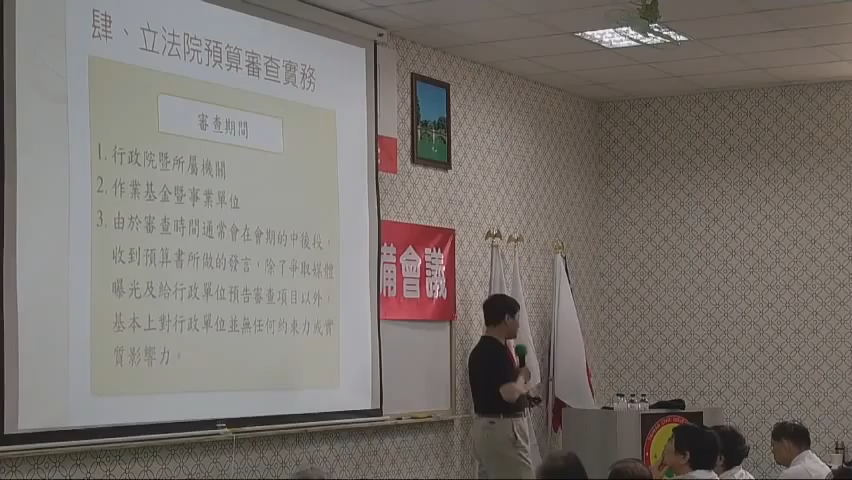 肆、立法院預算審查實務
審查期間
1. 行政院暨所屬機關
2. 作業基金暨事業單位
3. 由於審查時間通常會在會期的中後段，
收到預算書所做的發言，除了爭取媒體
曝光及給行政單位預告審查項目以外，
基本上對行政單位並無任何約束力或實
質影響力。
備會議